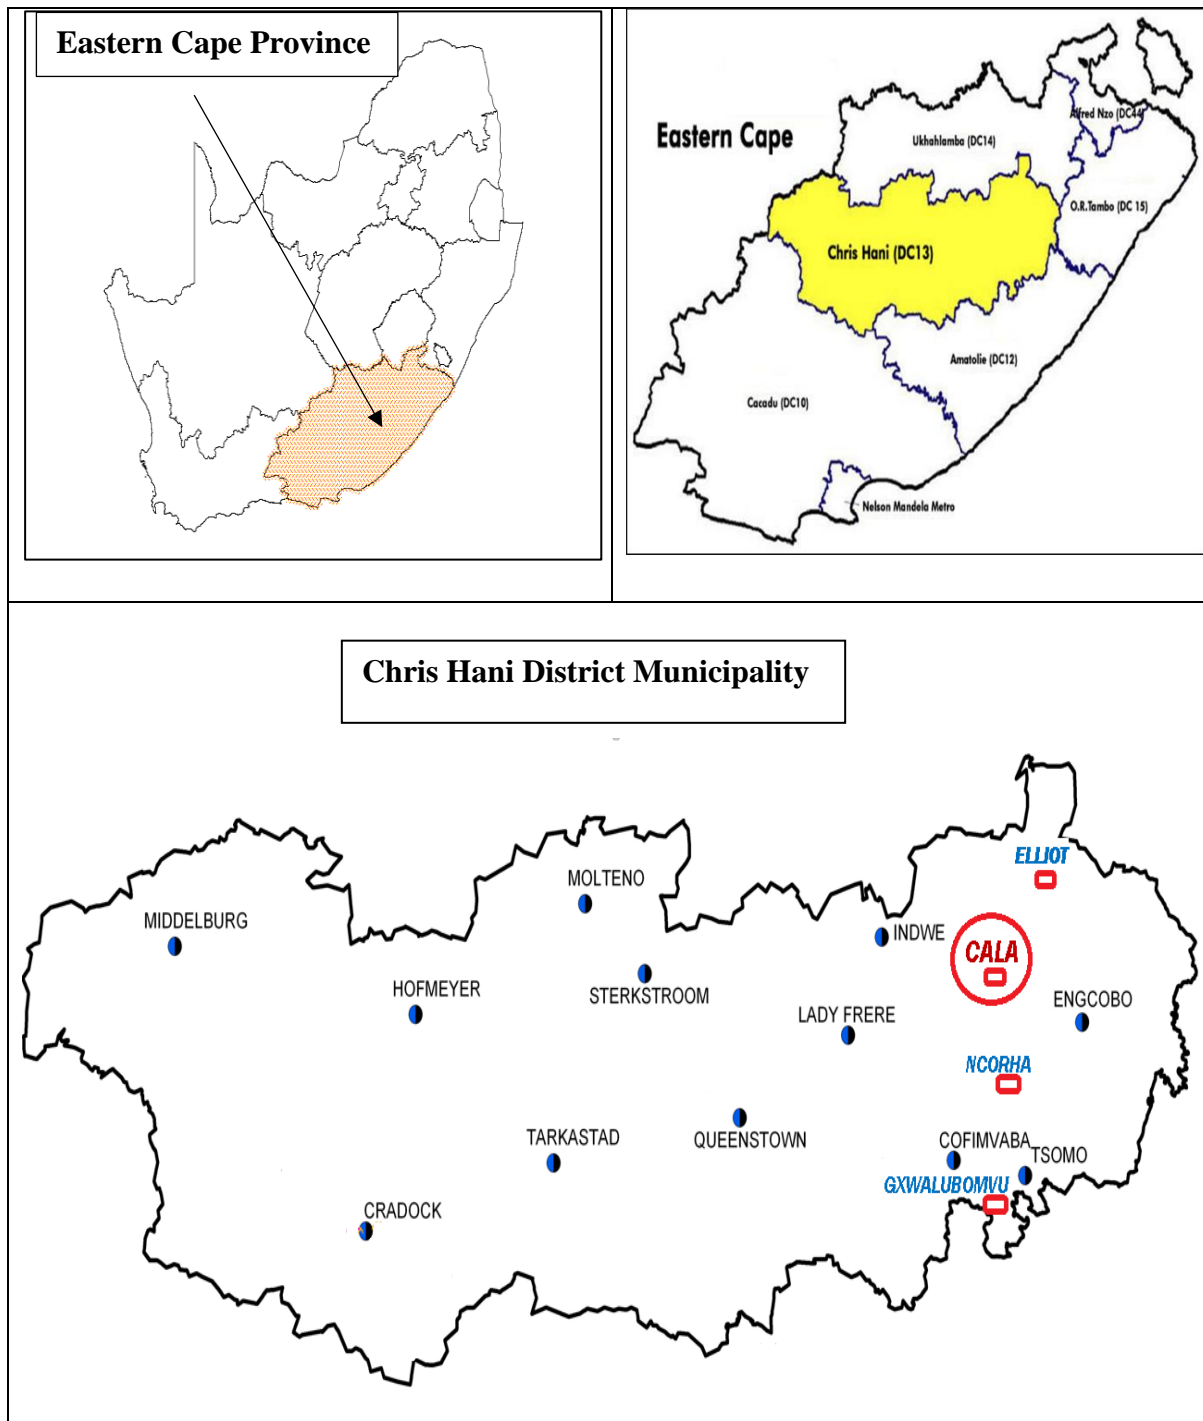 Eastern Cape Province
Eastern Cape
Alfred Nzo (DC44)
Ukhahlamba (DC14)
O.R.Tambo (DC 15)
Chris Hani (DC13)
Amatolie (DC12)
Cacadu (DC10)
Nelson Mandela Metro
Chris Hani District Municipality
ELLIOT
MOLTENO
MIDDELBURG
INDWE
CALA
HOFMEYER
STERKSTROOM
LADY FRERE
ENGCOBO
NCORHA
TARKASTAD
QUEENSTOWN
COFIMVABA
TSOMO
GXWALUBOMVU
CRADOCK